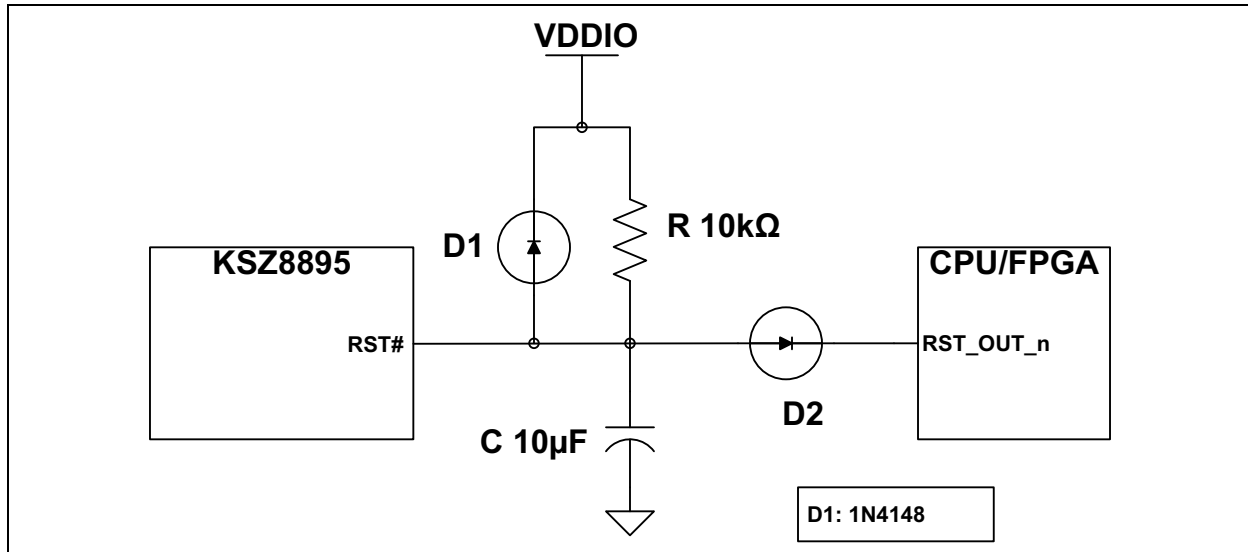 VDDIO
D1
R 10kΩ
KSZ8895
CPU/FPGA
RST#
RST_OUT_n
D2
C 10µF
D1: 1N4148